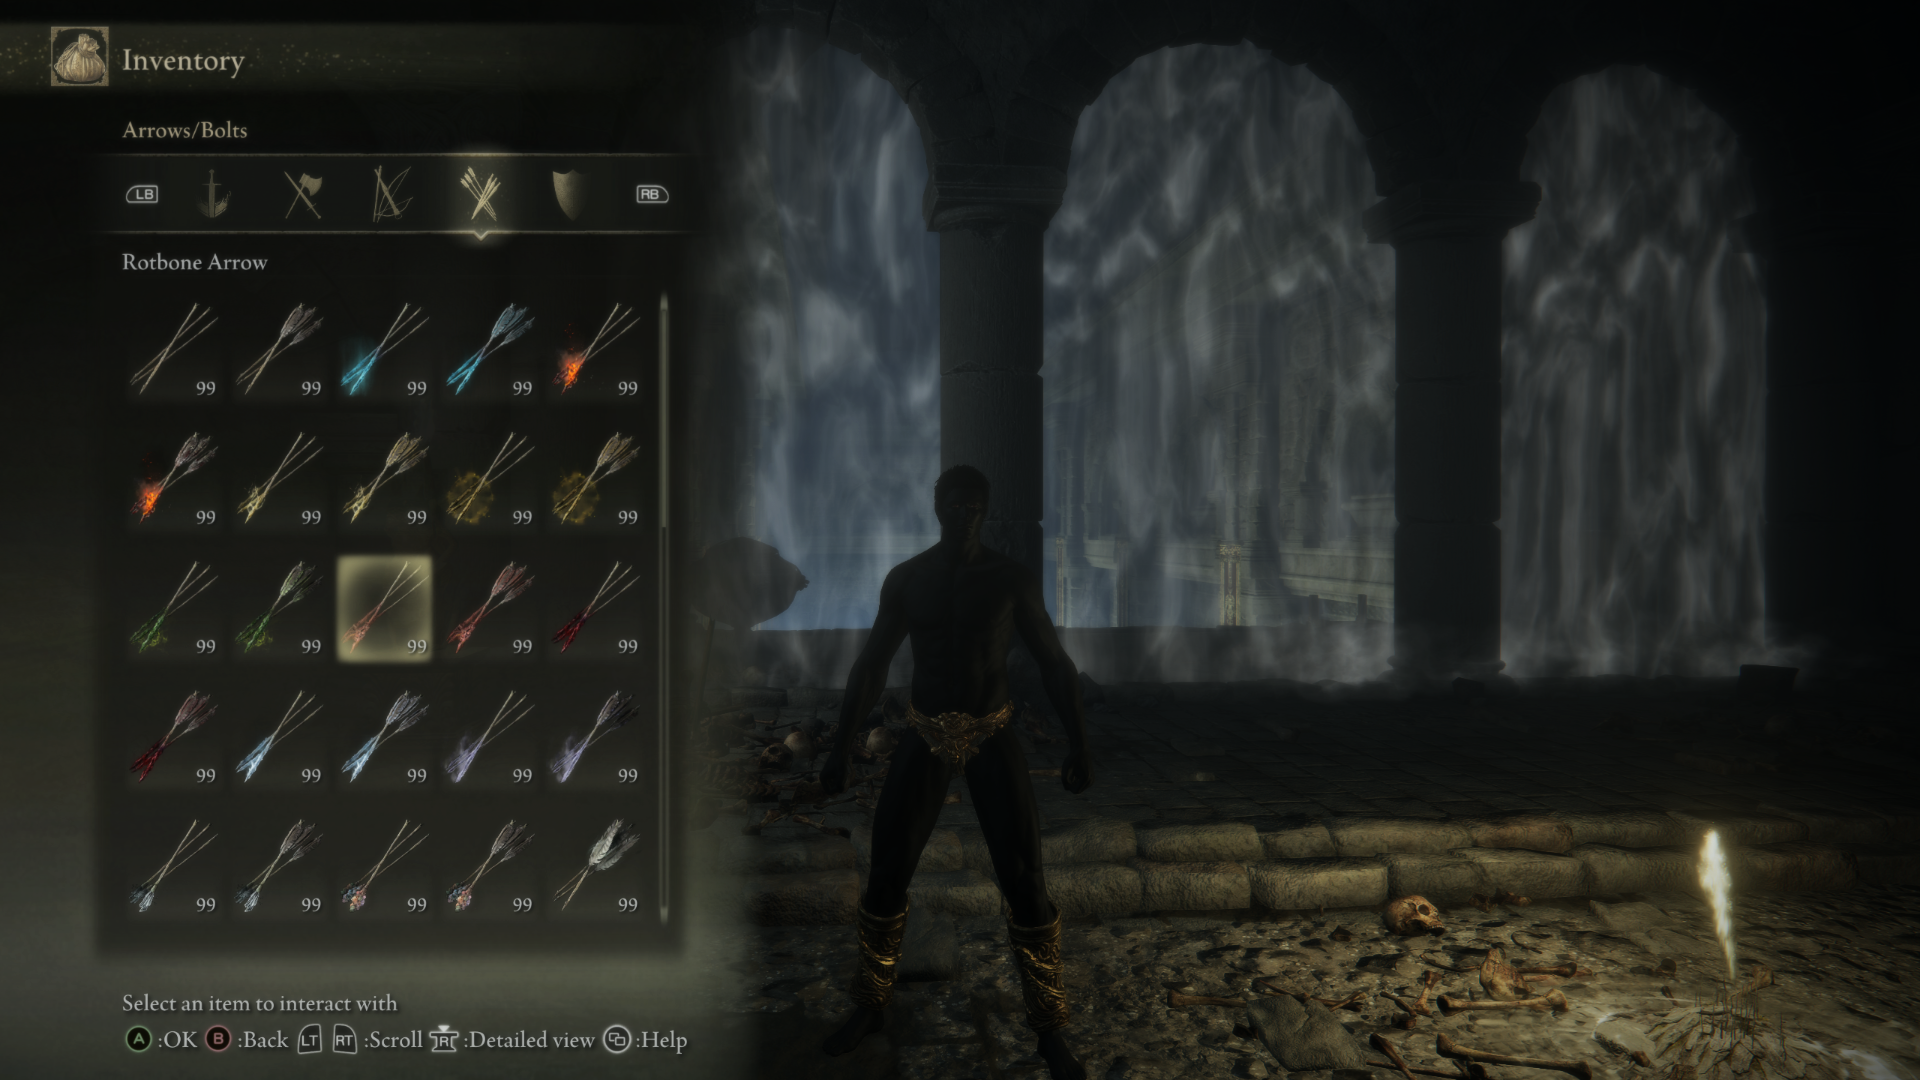 Inventory
Arrows/Bolts
LB RB
Rotbone Arrow
99 99 99 99 99
99 99 99 99 99
99 99 99 99 99
99 99 99 99 99
99 99 99 99 99
Select an item to interact with
A :OK B :Back LT RT :Scroll R :Detailed view :Help